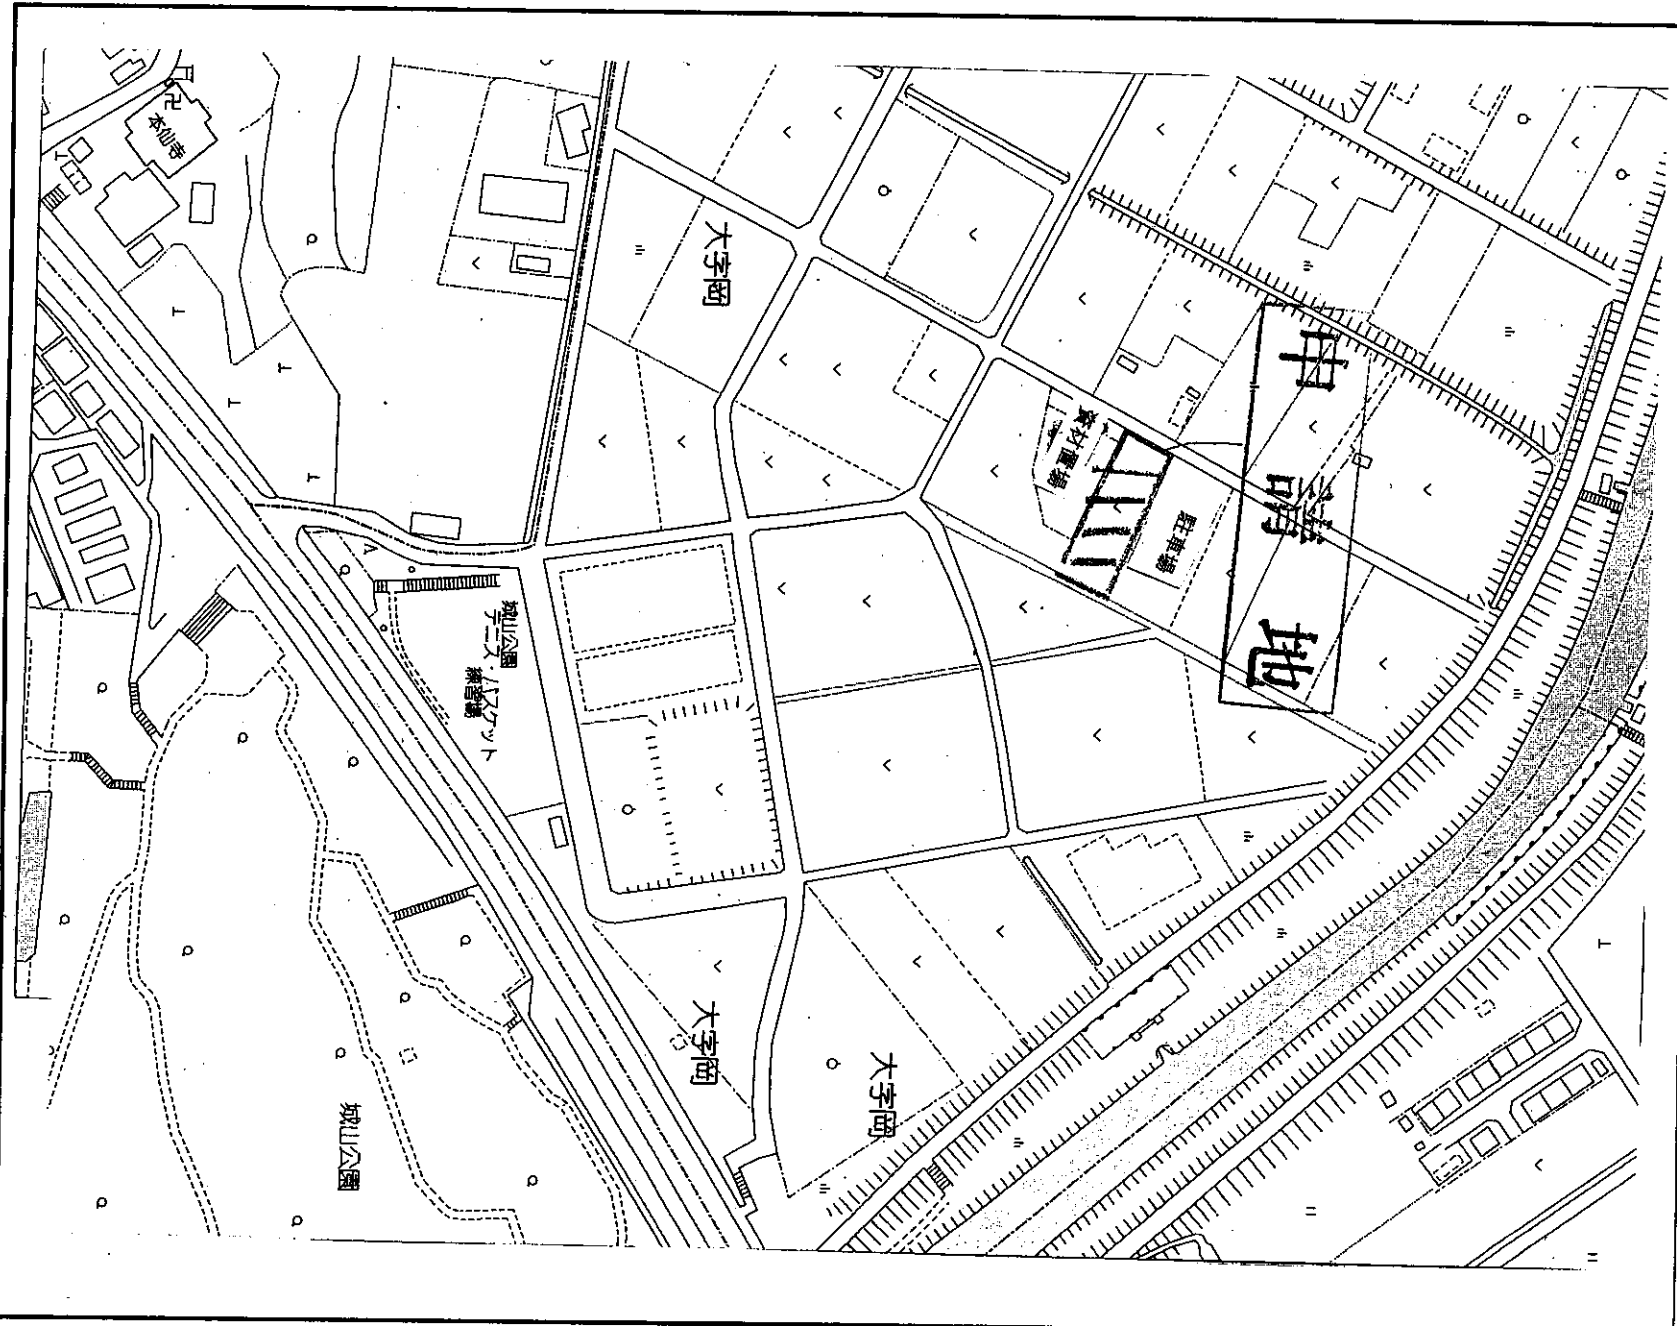 本仙寺
大字岡
申請地
資材置場
駐車場
城山公園
テニス／バスケット
練習場
大字岡
大字岡
城山公園